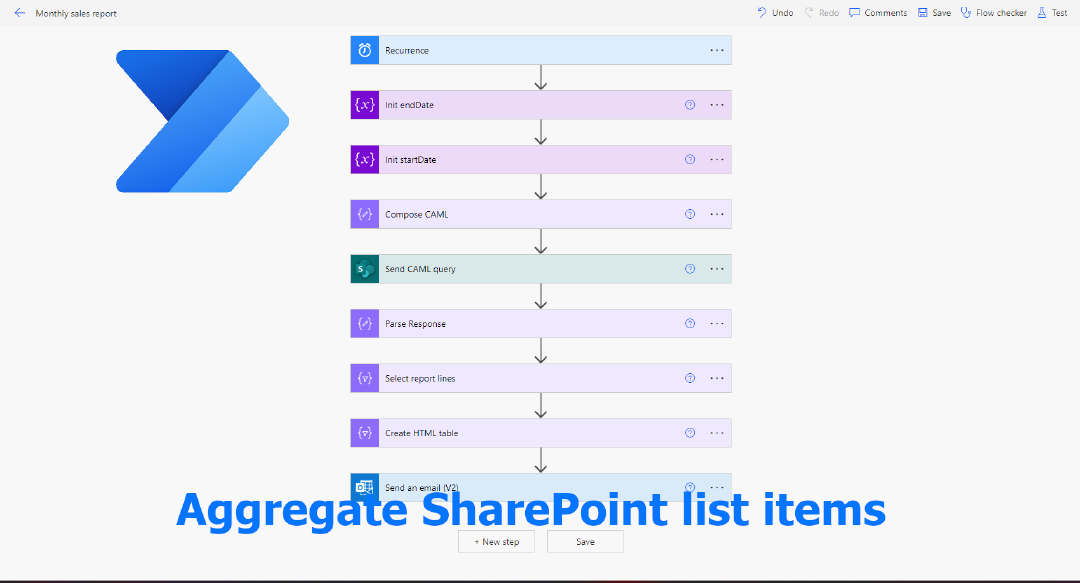 Monthly sales report
Undo Redo Comments Save Flow checker Test
Recurrence
{x} Init endDate
{x} Init startDate
Compose CAML
S Send CAML query
Parse Response
Select report lines
Create HTML table
Send an email (V2)
Aggregate SharePoint list items
+ New step Save